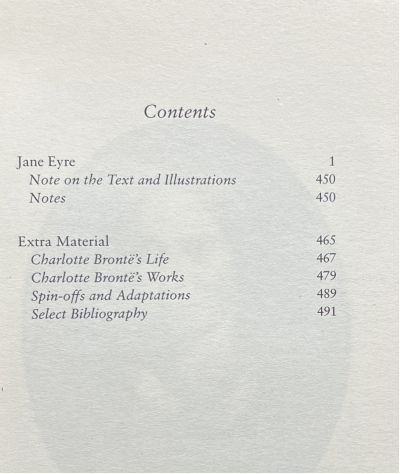 Contents
Jane Eyre 1
Note on the Text and Illustrations 450
Notes 450
Extra Material 465
Charlotte Brontë's Life 467
Charlotte Brontë's Works 479
Spin-offs and Adaptations 489
Select Bibliography 491